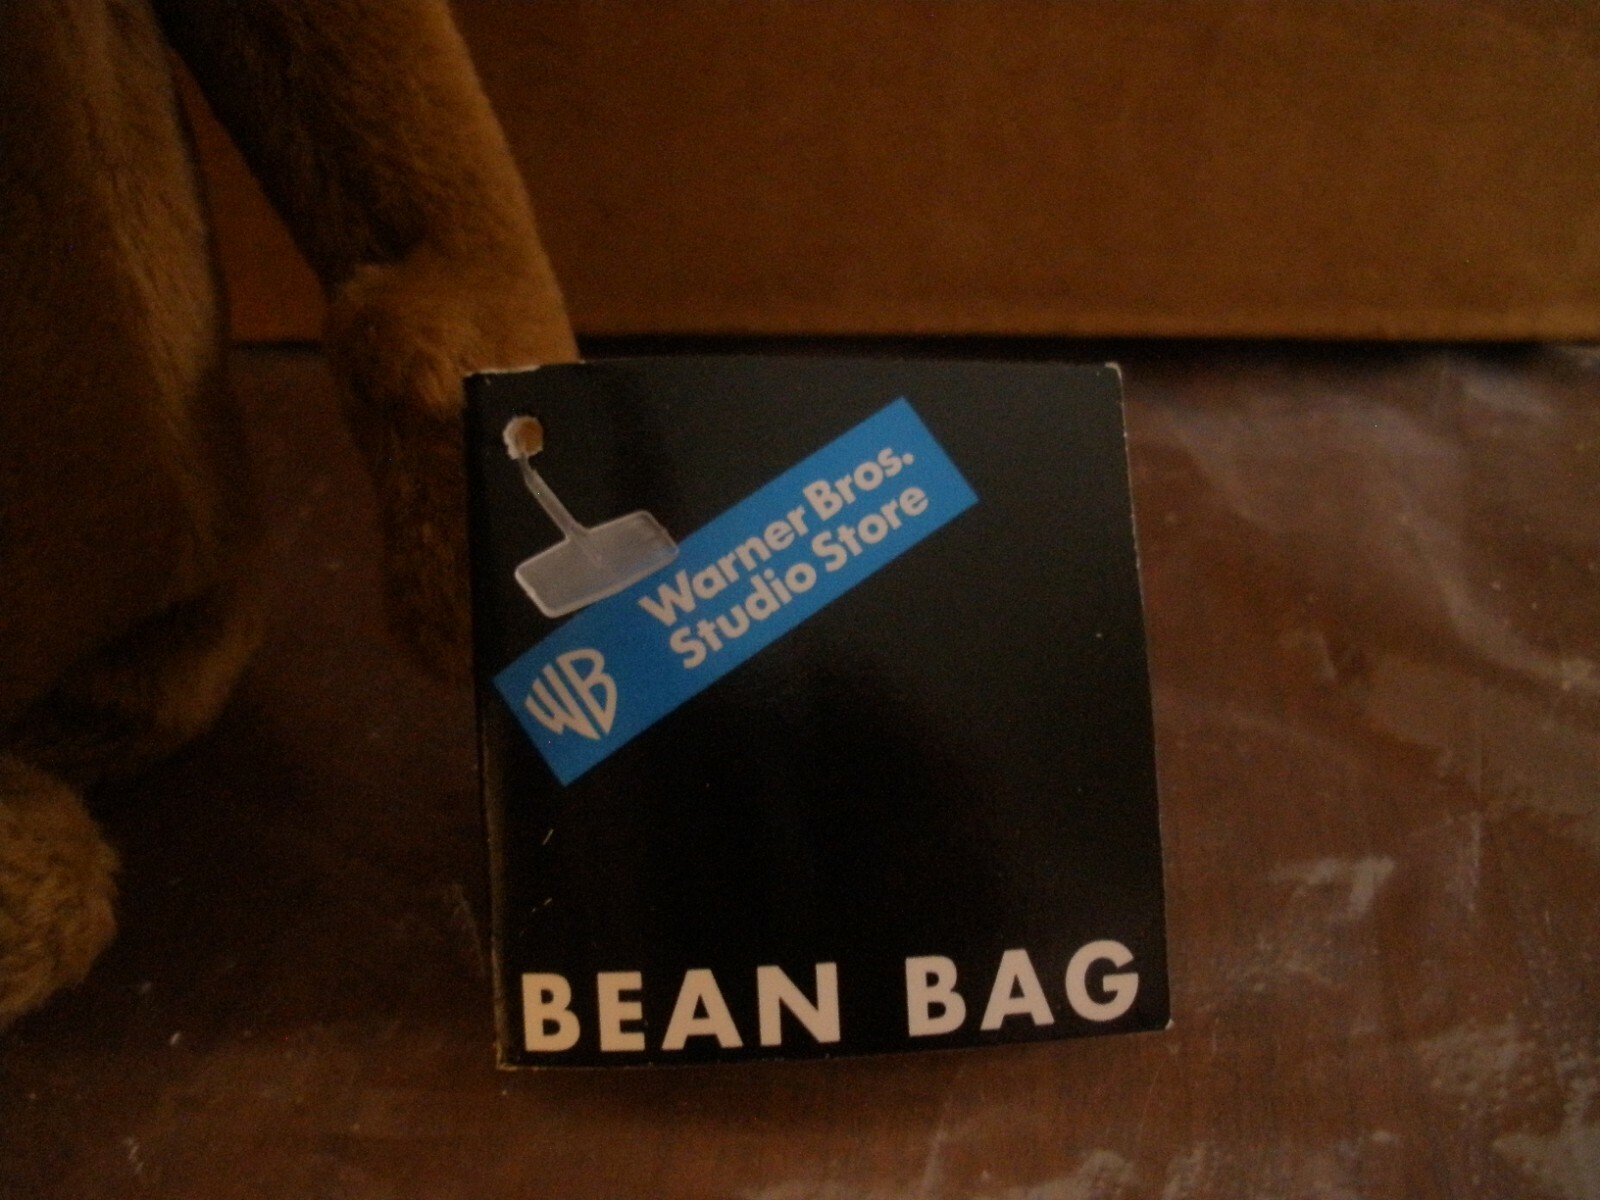 Warner Bros.
Studio Store
WB
BEAN BAG